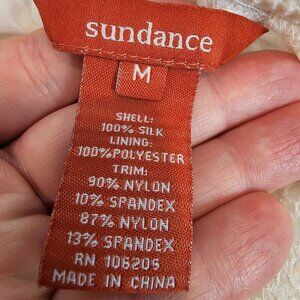 sundance
M
SHELL:
100% SILK
LINING:
100%POLYESTER
TRIM:
90% NYLON
10% SPANDEX
87% NYLON
13% SPANDEX
RN 106205
MADE IN CHINA